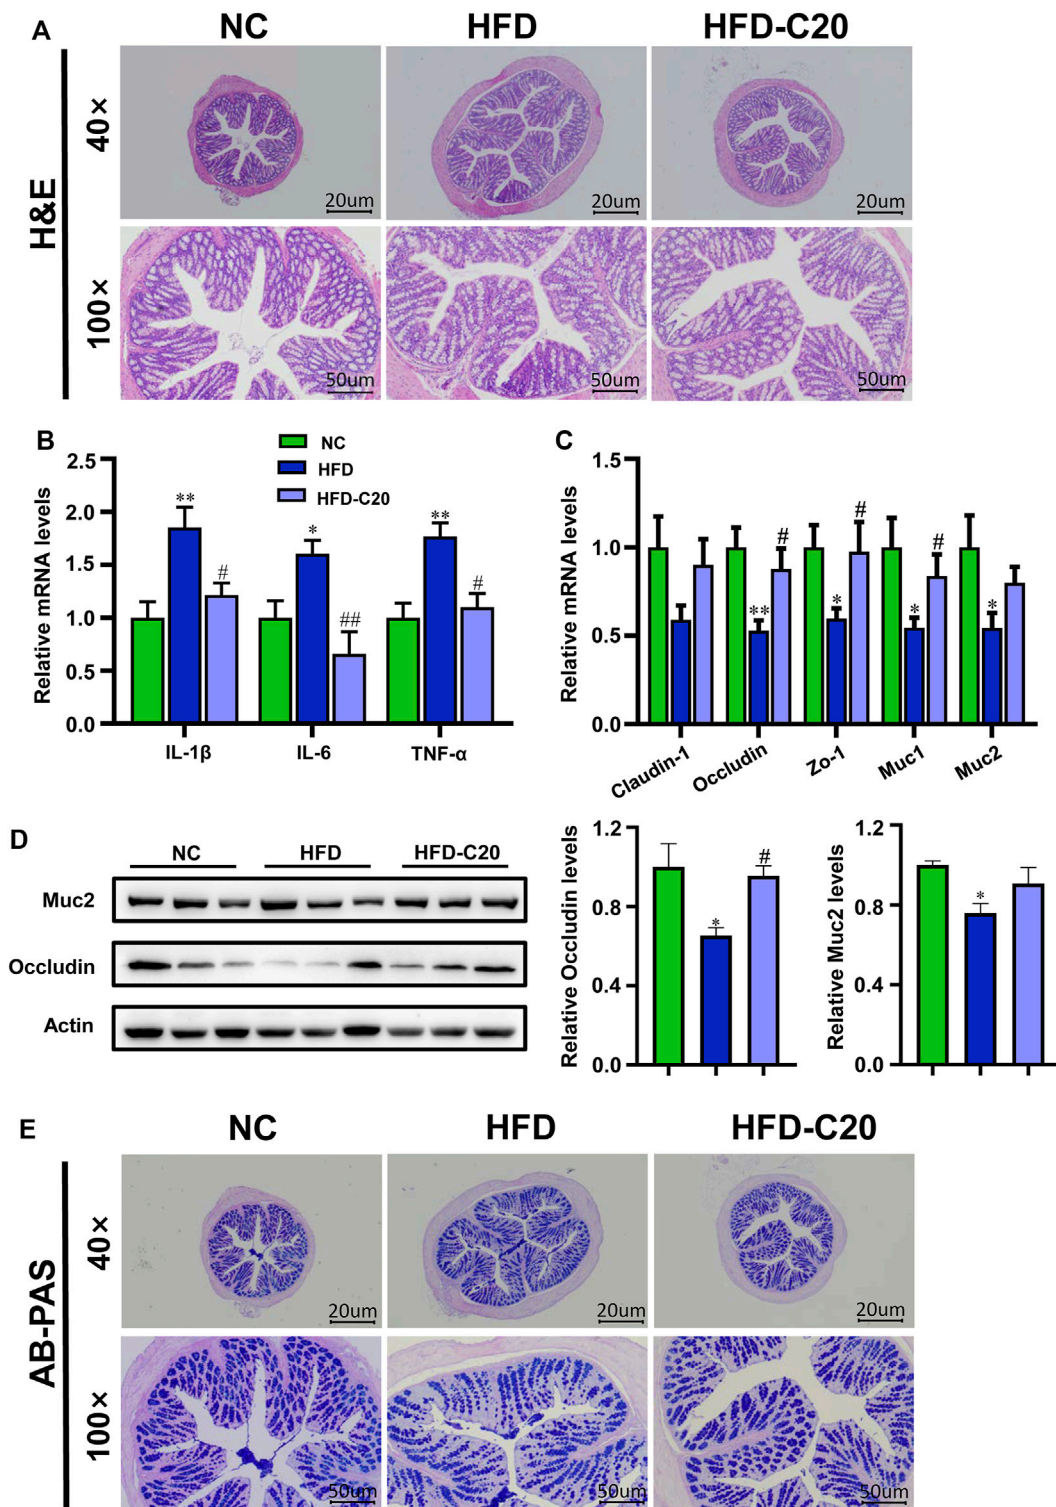 A
NC HFD HFD-C20
H&E
40×
20um 20um 20um
100×
50um 50um 50um
B
NC
HFD
HFD-C20
Relative mRNA levels
2.5
2.0
1.5
1.0
0.5
0.0
** # * ## ** #
IL-1β IL-6 TNF-α
C
Relative mRNA levels
1.5
1.0
0.5
0.0
** # * # * # *
Claudin-1 Occludin Zo-1 Muc1 Muc2
D
NC HFD HFD-C20
Muc2
Occludin
Actin
Relative Occludin levels
1.2
0.8
0.4
0.0
* #
Relative Muc2 levels
1.2
0.8
0.4
0.0
*
E
NC HFD HFD-C20
AB-PAS
40×
20um 20um 20um
100×
50um 50um 50um